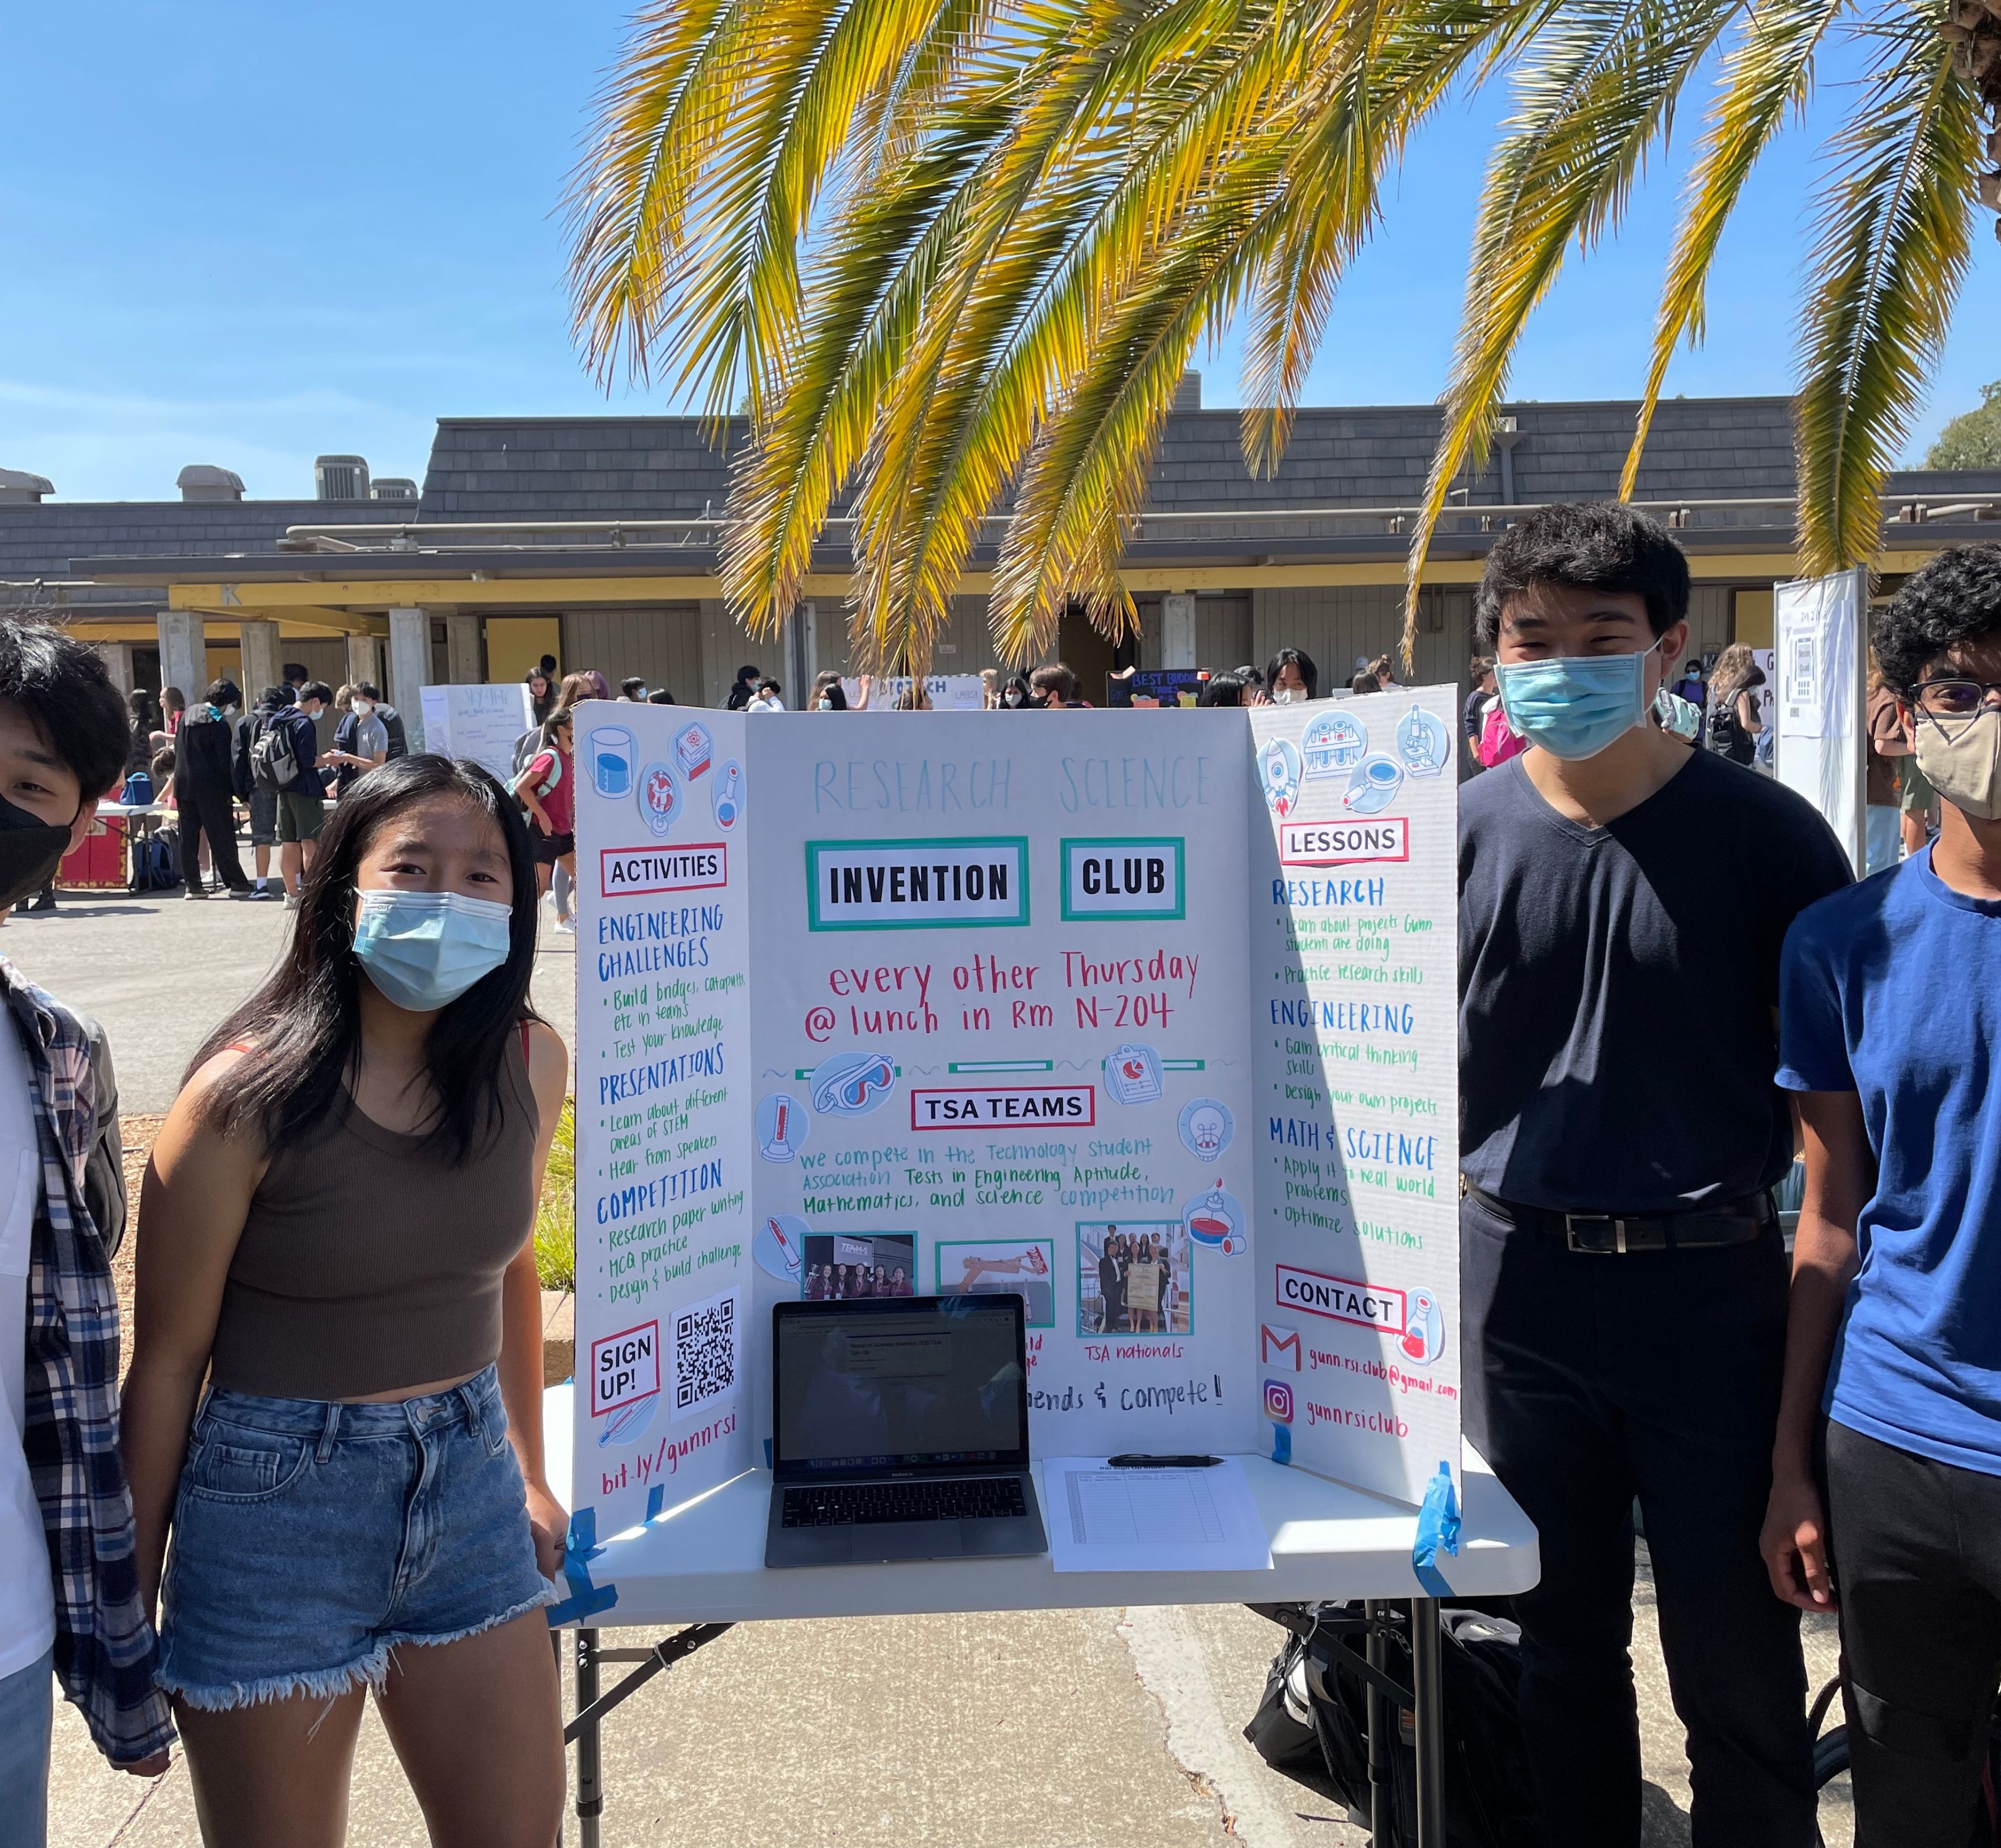 K
BEST BUDDIES
ACTIVITIES
ENGINEERING
CHALLENGES
• Build bridges, catapults
etc in teams
• Test your knowledge
PRESENTATIONS
• Learn about different
areas of STEM
• Hear from speakers
COMPETITION
• Research paper writing
• MCQ practice
• Design & build challenge
SIGN
UP!
bit.ly/gunnrsi
RESEARCH SCIENCE
INVENTION CLUB
every other Thursday
@ lunch in Rm N-204
TSA TEAMS
we compete in the Technology Student
Association Tests in Engineering Aptitude,
Mathematics, and science competition
TEAMS
TSA nationals
& compete!
LESSONS
RESEARCH
• Learn about projects Gunn
students are doing
• Practice research skills
ENGINEERING
• Gain critical thinking
skills
• Design your own projects
MATH & SCIENCE
• Apply it to real world
problems
• Optimize solutions
CONTACT
gunn.rsi.club@gmail.com
gunnrsiclub